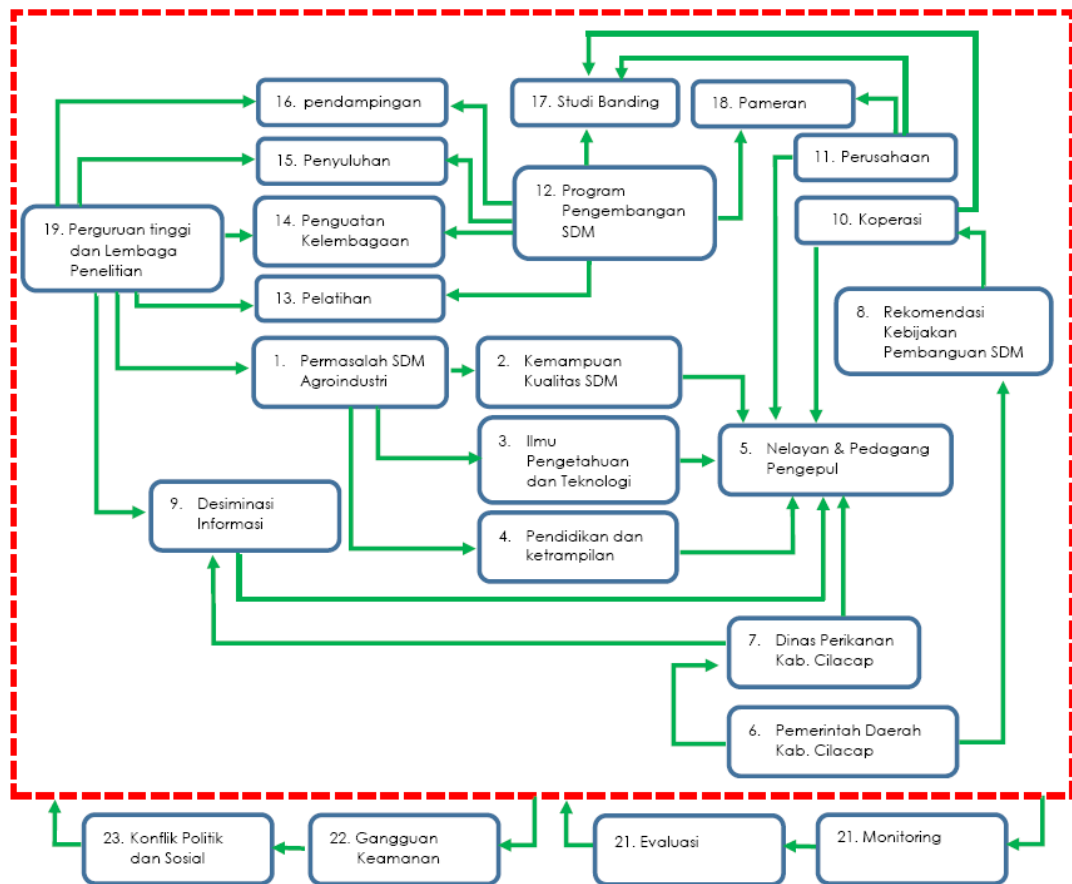 16. pendampingan
17. Studi Banding
18. Pameran
15. Penyuluhan
11. Perusahaan
12. Program
Pengembangan
SDM
19. Perguruan tinggi
dan Lembaga
Penelitian
14. Penguatan
Kelembagaan
10. Koperasi
13. Pelatihan
8. Rekomendasi
Kebijakan
Pembanguan SDM
1. Permasalah SDM
Agroindustri
2. Kemampuan
Kualitas SDM
3. Ilmu
Pengetahuan
dan Teknologi
5. Nelayan & Pedagang
Pengepul
9. Desiminasi
Informasi
4. Pendidikan dan
ketrampilan
7. Dinas Perikanan
Kab. Cilacap
6. Pemerintah Daerah
Kab. Cilacap
23. Konflik Politik
dan Sosial
22. Gangguan
Keamanan
21. Evaluasi
21. Monitoring